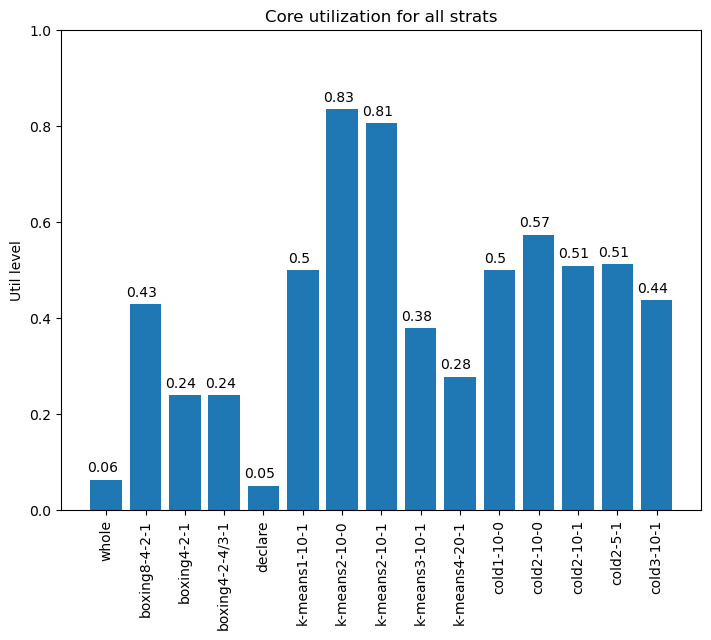 Core utilization for all strats
Util level
1.0
0.8
0.6
0.4
0.2
0.0
0.06
0.43
0.24
0.24
0.05
0.5
0.83
0.81
0.38
0.28
0.5
0.57
0.51
0.51
0.44
whole
boxing8-4-2-1
boxing4-2-1
boxing4-2-4/3-1
declare
k-means1-10-1
k-means2-10-0
k-means2-10-1
k-means3-10-1
k-means4-20-1
cold1-10-0
cold2-10-0
cold2-10-1
cold2-5-1
cold3-10-1